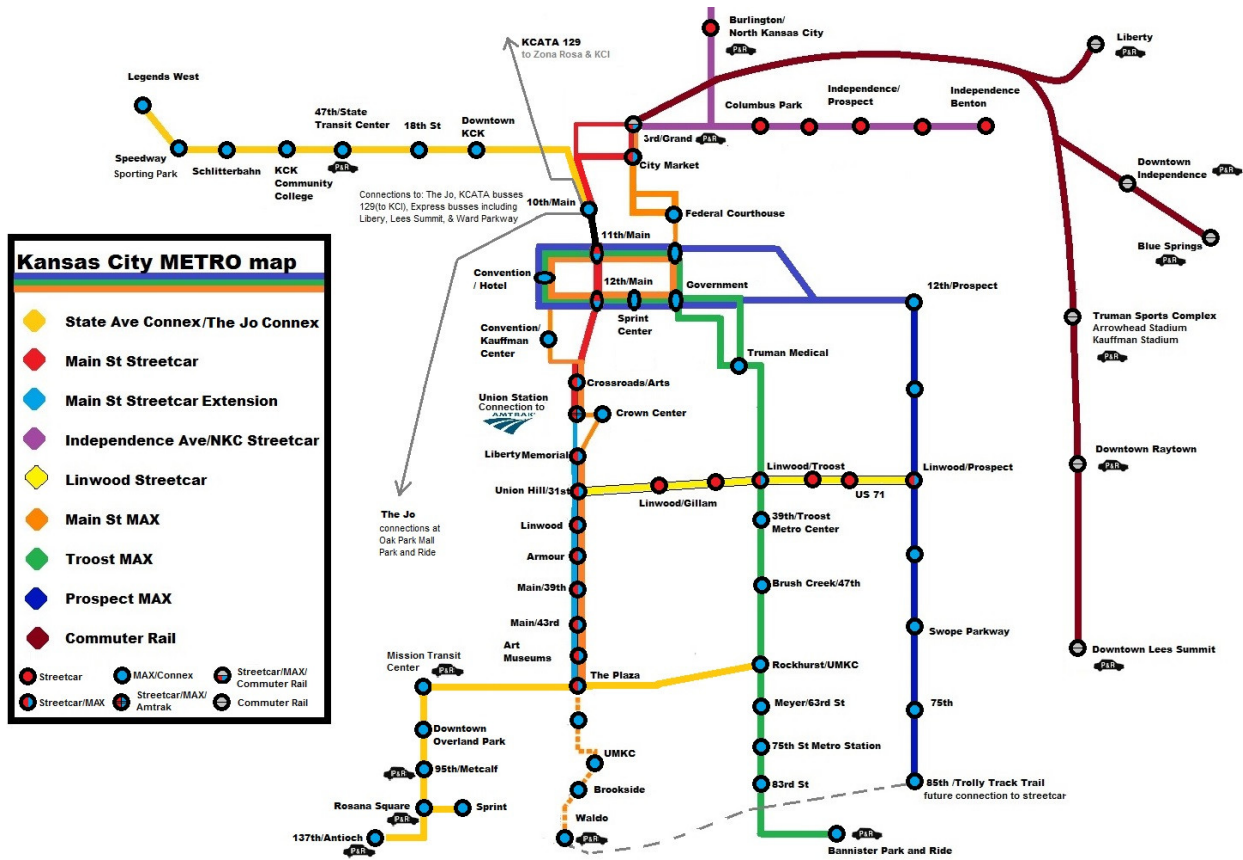 KCATA 129
to Zona Rosa & KCI
Burlington/
North Kansas City
P&R
Liberty
P&R
Legends West
47th/State
Transit Center
P&R
18th St
Downtown
KCK
Speedway
Sporting Park
Schlitterbahn
KCK
Community
College
3rd/Grand
P&R
Columbus Park
Independence/
Prospect
Independence
Benton
City Market
Downtown
Independence
P&R
Blue Springs
P&R
Connections to: The Jo, KCATA busses
129(to KCI), Express busses including
Libery, Lees Summit, & Ward Parkway
10th/Main
Federal Courthouse
11th/Main
Convention
/ Hotel
12th/Main
Government
Sprint
Center
12th/Prospect
Convention/
Kauffman
Center
Truman Medical
Truman Sports Complex
Arrowhead Stadium
Kauffman Stadium
P&R
Crossroads/Arts
Union Station
Connection to
AMTRAK
Crown Center
Liberty Memorial
Union Hill/31st
Linwood/Gillam
Linwood/Troost
US 71
Linwood/Prospect
Downtown Raytown
P&R
The Jo
connections at
Oak Park Mall
Park and Ride
Linwood
39th/Troost
Metro Center
Armour
Main/39th
Brush Creek/47th
Main/43rd
Swope Parkway
Art
Museums
Mission Transit
Center
P&R
The Plaza
Rockhurst/UMKC
Downtown Lees Summit
P&R
Meyer/63rd St
75th
Downtown
Overland Park
75th St Metro Station
UMKC
95th/Metcalf
P&R
83rd St
85th /Trolly Track Trail
future connection to streetcar
Brookside
Rosana Square
P&R
Sprint
Waldo
P&R
137th/Antioch
P&R
Bannister Park and Ride
P&R
Kansas City METRO map
State Ave Connex/The Jo Connex
Main St Streetcar
Main St Streetcar Extension
Independence Ave/NKC Streetcar
Linwood Streetcar
Main St MAX
Troost MAX
Prospect MAX
Commuter Rail
Streetcar
MAX/Connex
Streetcar/MAX/
Commuter Rail
Streetcar/MAX
Streetcar/MAX/
Amtrak
Commuter Rail